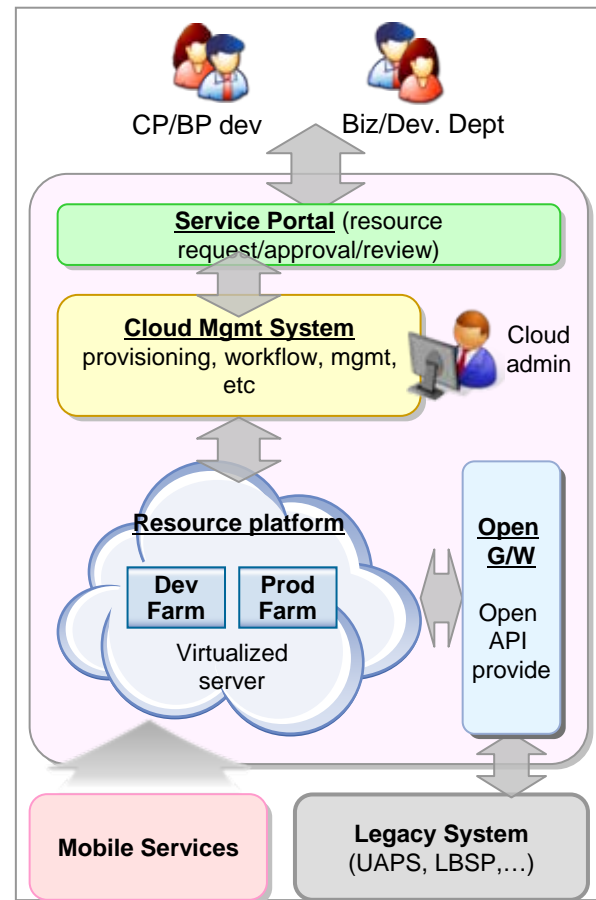 CP/BP dev
Biz/Dev. Dept
Service Portal (resource
request/approval/review)
Cloud Mgmt System
provisioning, workflow, mgmt,
etc
Cloud
admin
Resource platform
Dev
Farm
Prod
Farm
Virtualized
server
Open
G/W
Open
API
provide
Mobile Services
Legacy System
(UAPS, LBSP,…)